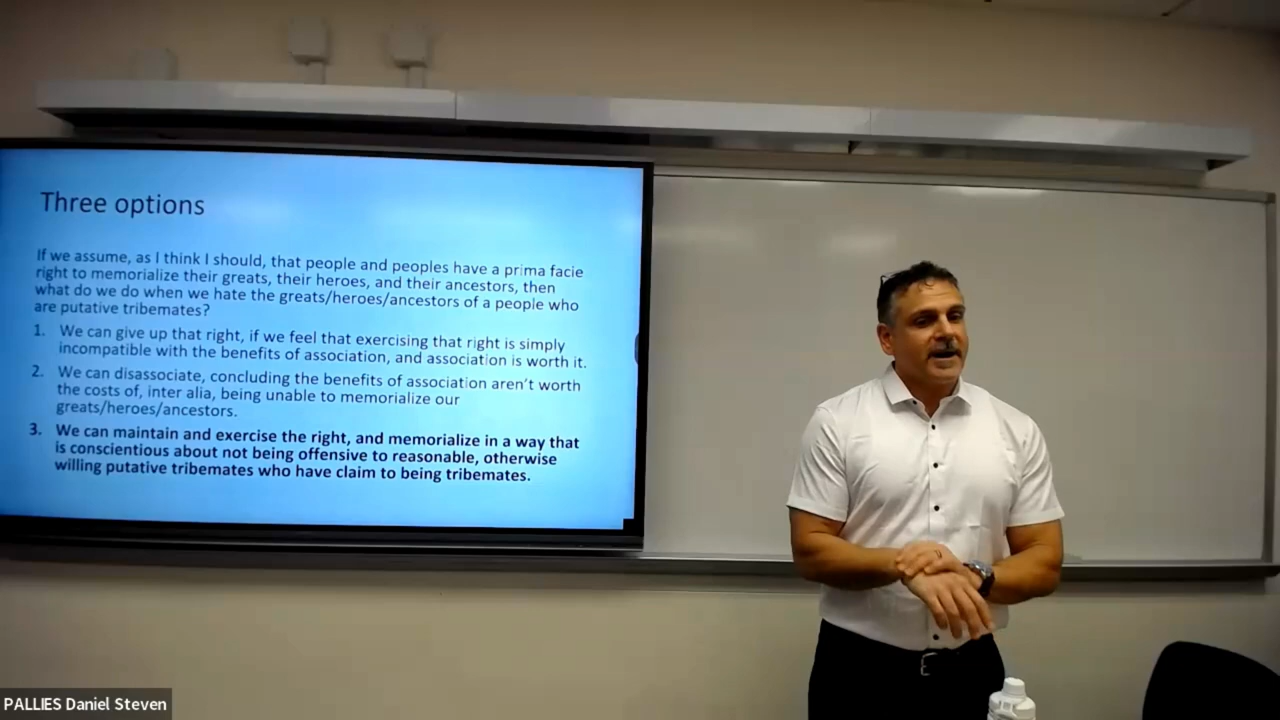 Three options
If we assume, as I think I should, that people and peoples have a prima facie
right to memorialize their greats, their heroes, and their ancestors, then
what do we do when we hate the greats/heroes/ancestors of a people who
are putative tribemates?
1. We can give up that right, if we feel that exercising that right is simply
incompatible with the benefits of association, and association is worth it.
2. We can disassociate, concluding the benefits of association aren't worth
the costs of, inter alia, being unable to memorialize our
greats/heroes/ancestors.
3. We can maintain and exercise the right, and memorialize in a way that
is conscientious about not being offensive to reasonable, otherwise
willing putative tribemates who have claim to being tribemates.
PALLIES Daniel Steven